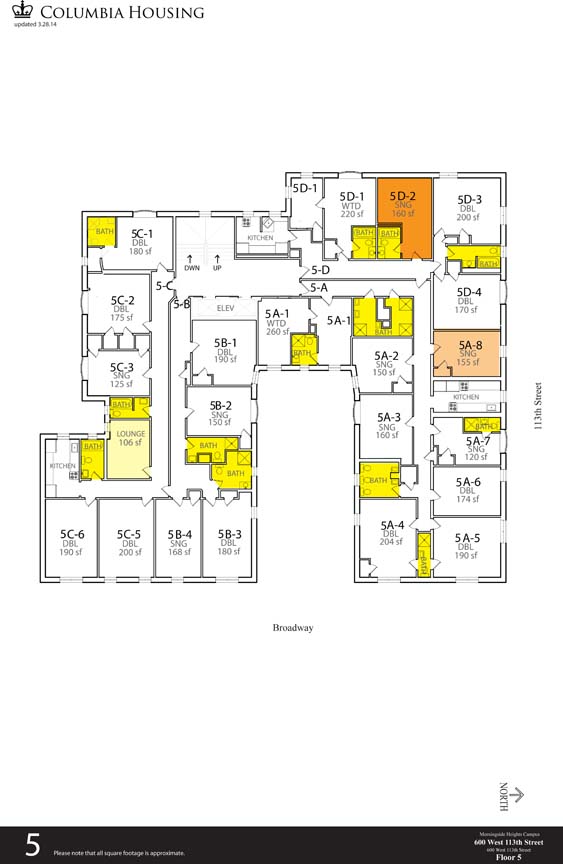 COLUMBIA HOUSING
updated 3.28.14
5D-1
5D-1
WTD
220 sf
5D-2
SNG
160 sf
5D-3
DBL
200 sf
BATH
5C-1
DBL
180 sf
KITCHEN
BATH
BATH
BATH
DWN
UP
5-D
5-C
5-A
5D-4
DBL
170 sf
5C-2
DBL
175 sf
5-B
ELEV
5A-1
WTD
260 sf
5A-1
BATH
5B-1
DBL
190 sf
BATH
5A-2
SNG
150 sf
5A-8
SNG
155 sf
5C-3
SNG
125 sf
BATH
5B-2
SNG
150 sf
5A-3
SNG
160 sf
KITCHEN
113th Street
LOUNGE
106 sf
BATH
5A-7
SNG
120 sf
KITCHEN
BATH
BATH
BATH
BATH
5A-6
DBL
174 sf
5C-6
DBL
190 sf
5C-5
DBL
200 sf
5B-4
SNG
168 sf
5B-3
DBL
180 sf
5A-4
DBL
204 sf
BATH
5A-5
DBL
190 sf
Broadway
NORTH
5
Please note that all square footage is approximate.
Morningside Heights Campus
600 West 113th Street
600 West 113th Street
Floor 5